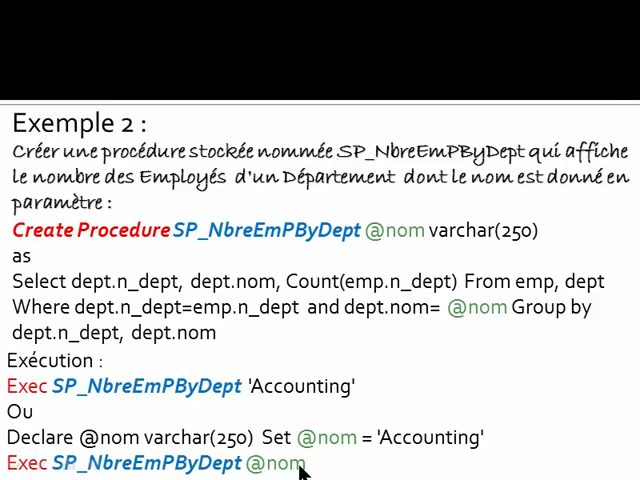 Exemple 2 :
Créer une procédure stockée nommée SP_NbreEmPByDept qui affiche
le nombre des Employés d'un Département dont le nom est donné en
paramètre :
Create Procedure SP_NbreEmPByDept @nom varchar(250)
as
Select dept.n_dept, dept.nom, Count(emp.n_dept) From emp, dept
Where dept.n_dept=emp.n_dept and dept.nom= @nom Group by
dept.n_dept, dept.nom
Exécution :
Exec SP_NbreEmPByDept 'Accounting'
Ou
Declare @nom varchar(250) Set @nom = 'Accounting'
Exec SP_NbreEmPByDept @nom